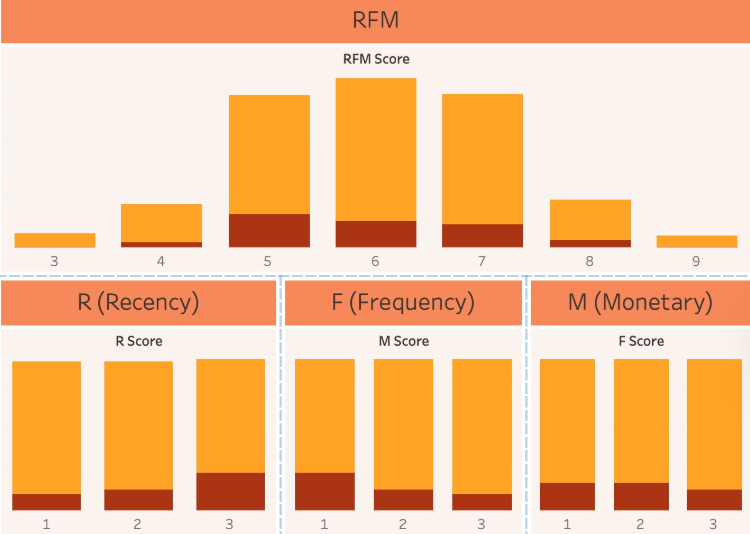 RFM
RFM Score
3 4 5 6 7 8 9
R (Recency) F (Frequency) M (Monetary)
R Score M Score F Score
1 2 3 1 2 3 1 2 3